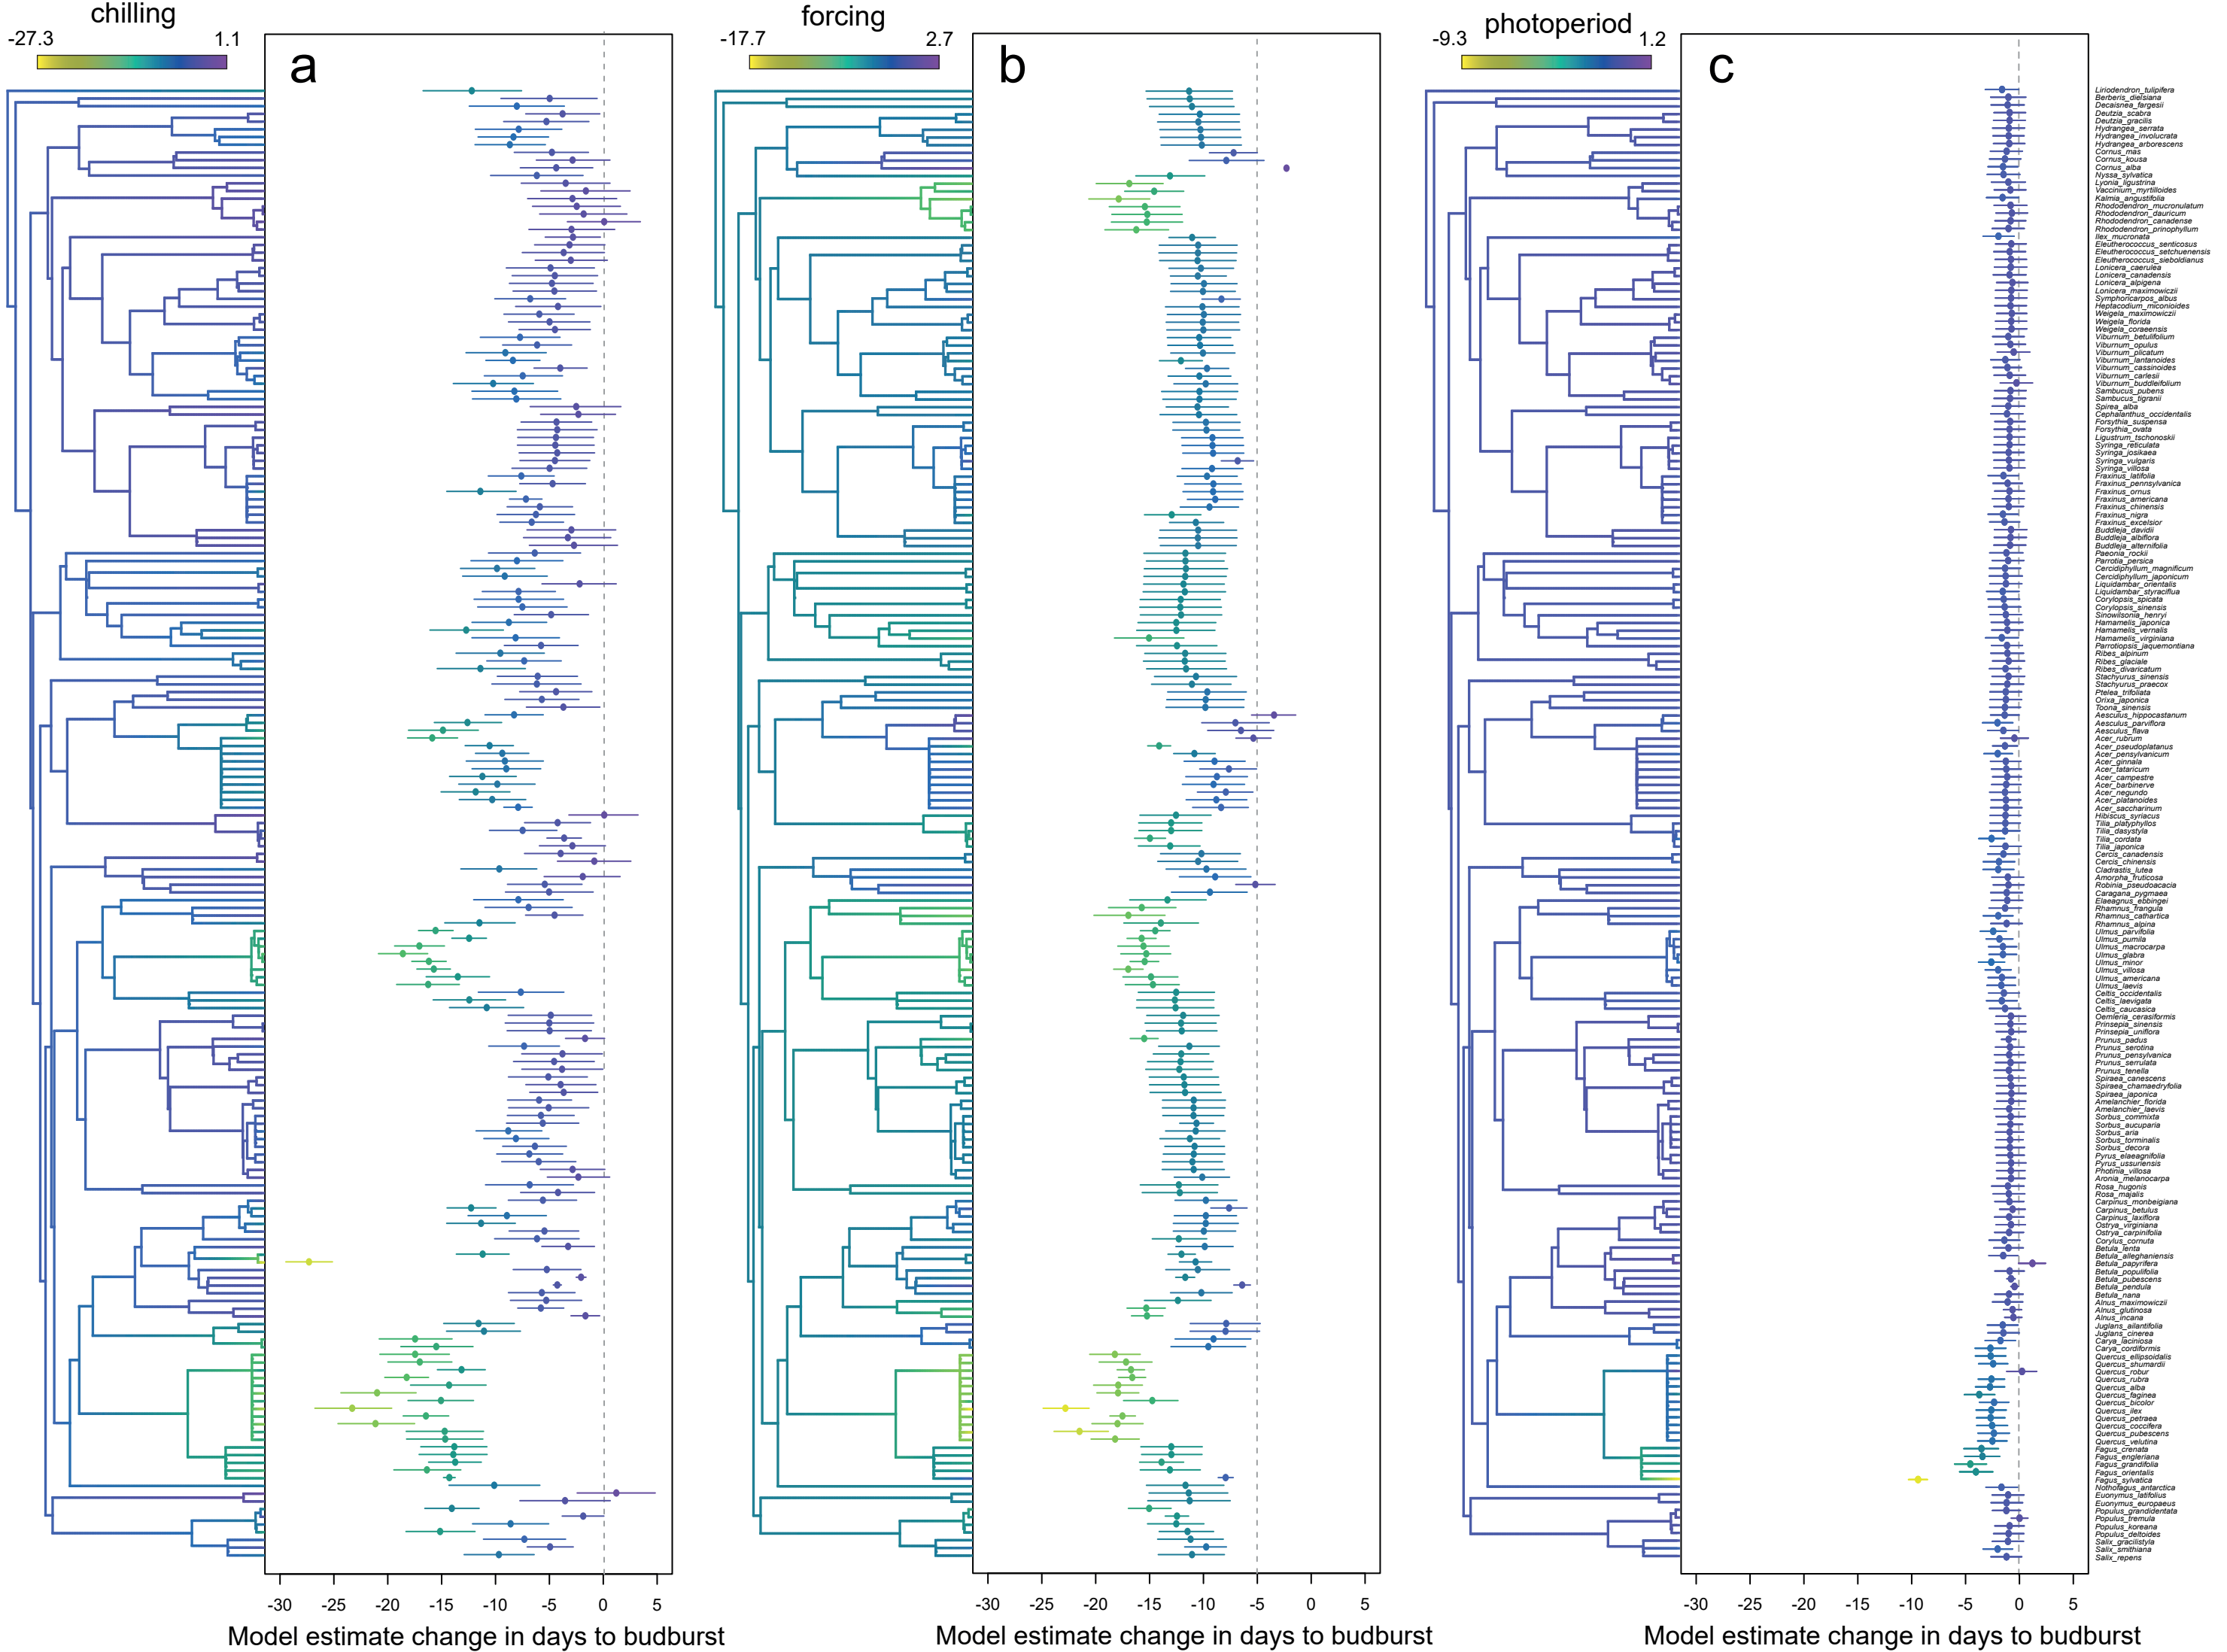 chilling
-27.3 1.1
a
forcing
-17.7 2.7
b
photoperiod
-9.3 1.2
c
Liriodendron_tulipifera
Berberis_dielsiana
Decaisnea_fargesii
Deutzia_scabra
Deutzia_gracilis
Hydrangea_serrata
Hydrangea_involucrata
Hydrangea_arborescens
Cornus_mas
Cornus_kousa
Cornus_alba
Nyssa_sylvatica
Lyonia_ligustrina
Vaccinium_myrtilloides
Kalmia_angustifolia
Rhododendron_mucronulatum
Rhododendron_dauricum
Rhododendron_canadense
Rhododendron_prinophyllum
Ilex_mucronata
Eleutherococcus_senticosus
Eleutherococcus_setchuenensis
Eleutherococcus_sieboldianus
Lonicera_caerulea
Lonicera_canadensis
Lonicera_alpigena
Lonicera_maximowiczii
Symphoricarpos_albus
Heptacodium_miconioides
Weigela_maximowiczii
Weigela_florida
Weigela_coraeensis
Viburnum_betulifolium
Viburnum_opulus
Viburnum_plicatum
Viburnum_lantanoides
Viburnum_cassinoides
Viburnum_carlesii
Viburnum_buddleifolium
Sambucus_pubens
Sambucus_tigranii
Spirea_alba
Cephalanthus_occidentalis
Forsythia_suspensa
Forsythia_ovata
Ligustrum_tschonoskii
Syringa_reticulata
Syringa_josikaea
Syringa_vulgaris
Syringa_villosa
Fraxinus_latifolia
Fraxinus_pennsylvanica
Fraxinus_ornus
Fraxinus_americana
Fraxinus_chinensis
Fraxinus_nigra
Fraxinus_excelsior
Buddleja_davidii
Buddleja_albiflora
Buddleja_alternifolia
Paeonia_rockii
Parrotia_persica
Cercidiphyllum_magnificum
Cercidiphyllum_japonicum
Liquidambar_orientalis
Liquidambar_styraciflua
Corylopsis_spicata
Corylopsis_sinensis
Sinowilsonia_henryi
Hamamelis_japonica
Hamamelis_vernalis
Hamamelis_virginiana
Parrotiopsis_jaquemontiana
Ribes_alpinum
Ribes_glaciale
Ribes_divaricatum
Stachyurus_sinensis
Stachyurus_praecox
Ptelea_trifoliata
Orixa_japonica
Toona_sinensis
Aesculus_hippocastanum
Aesculus_parviflora
Aesculus_flava
Acer_rubrum
Acer_pseudoplatanus
Acer_pensylvanicum
Acer_ginnala
Acer_tataricum
Acer_campestre
Acer_barbinerve
Acer_negundo
Acer_platanoides
Acer_saccharinum
Hibiscus_syriacus
Tilia_platyphyllos
Tilia_dasystyla
Tilia_cordata
Tilia_japonica
Cercis_canadensis
Cercis_chinensis
Cladrastis_lutea
Amorpha_fruticosa
Robinia_pseudoacacia
Caragana_pygmaea
Elaeagnus_ebbingei
Rhamnus_frangula
Rhamnus_cathartica
Rhamnus_alpina
Ulmus_parvifolia
Ulmus_pumila
Ulmus_macrocarpa
Ulmus_glabra
Ulmus_minor
Ulmus_villosa
Ulmus_americana
Ulmus_laevis
Celtis_occidentalis
Celtis_laevigata
Celtis_caucasica
Oemleria_cerasiformis
Prinsepia_sinensis
Prinsepia_uniflora
Prunus_padus
Prunus_serotina
Prunus_pensylvanica
Prunus_serrulata
Prunus_tenella
Spiraea_canescens
Spiraea_chamaedryfolia
Spiraea_japonica
Amelanchier_florida
Amelanchier_laevis
Sorbus_commixta
Sorbus_aucuparia
Sorbus_aria
Sorbus_torminalis
Sorbus_decora
Pyrus_elaeagnifolia
Pyrus_ussuriensis
Photinia_villosa
Aronia_melanocarpa
Rosa_hugonis
Rosa_majalis
Carpinus_monbeigiana
Carpinus_betulus
Carpinus_laxiflora
Ostrya_virginiana
Ostrya_carpinifolia
Corylus_cornuta
Betula_lenta
Betula_alleghaniensis
Betula_papyrifera
Betula_populifolia
Betula_pubescens
Betula_pendula
Betula_nana
Alnus_maximowiczii
Alnus_glutinosa
Alnus_incana
Juglans_ailantifolia
Juglans_cinerea
Carya_laciniosa
Carya_cordiformis
Quercus_ellipsoidalis
Quercus_shumardii
Quercus_robur
Quercus_rubra
Quercus_alba
Quercus_faginea
Quercus_bicolor
Quercus_ilex
Quercus_petraea
Quercus_coccifera
Quercus_pubescens
Quercus_velutina
Fagus_crenata
Fagus_engleriana
Fagus_grandifolia
Fagus_orientalis
Fagus_sylvatica
Nothofagus_antarctica
Euonymus_latifolius
Euonymus_europaeus
Populus_grandidentata
Populus_tremula
Populus_koreana
Populus_deltoides
Salix_gracilistyla
Salix_smithiana
Salix_repens
-30 -25 -20 -15 -10 -5 0 5
Model estimate change in days to budburst
-30 -25 -20 -15 -10 -5 0 5
Model estimate change in days to budburst
-30 -25 -20 -15 -10 -5 0 5
Model estimate change in days to budburst